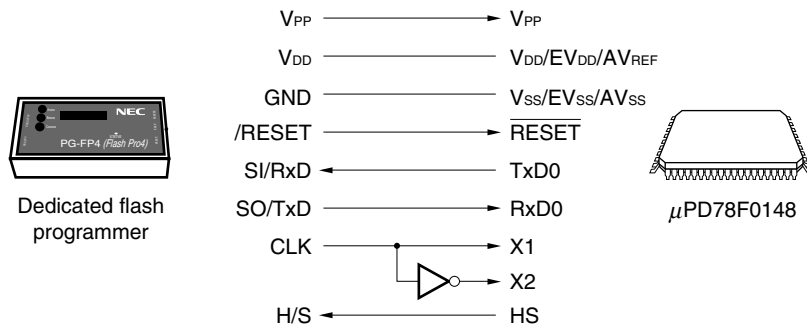 VPP VPP
VDD VDD/EVDD/AVREF
GND VSS/EVSS/AVSS
/RESET RESET
SI/RxD TxD0
SO/TxD RxD0
CLK X1
X2
H/S HS
NEC
PG-FP4 (Flash Pro4)
Dedicated flash
programmer
μPD78F0148